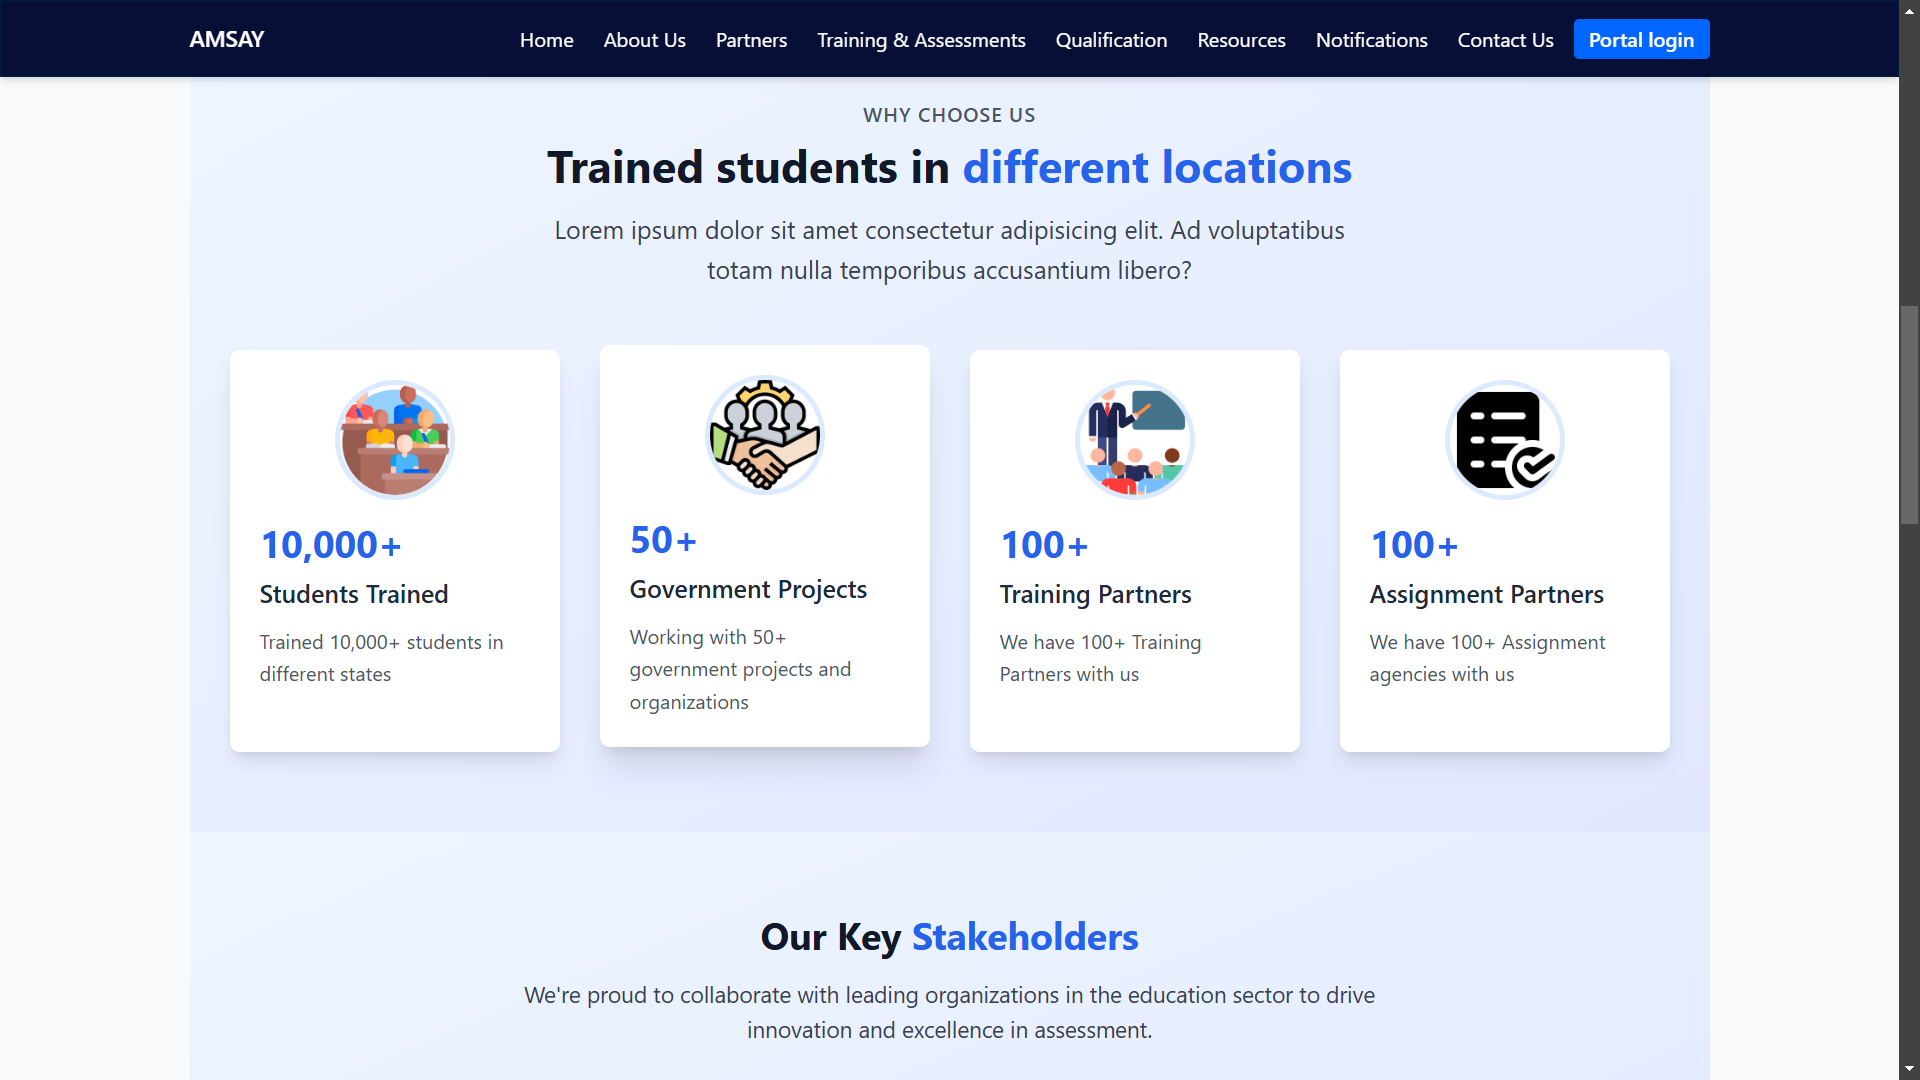 AMSAY
Home
About Us
Partners
Training & Assessments
Qualification
Resources
Notifications
Contact Us
Portal login
WHY CHOOSE US
Trained students in different locations
Lorem ipsum dolor sit amet consectetur adipisicing elit. Ad voluptatibus
totam nulla temporibus accusantium libero?
10,000+
Students Trained
Trained 10,000+ students in
different states
50+
Government Projects
Working with 50+
government projects and
organizations
100+
Training Partners
We have 100+ Training
Partners with us
100+
Assignment Partners
We have 100+ Assignment
agencies with us
Our Key Stakeholders
We're proud to collaborate with leading organizations in the education sector to drive
innovation and excellence in assessment.